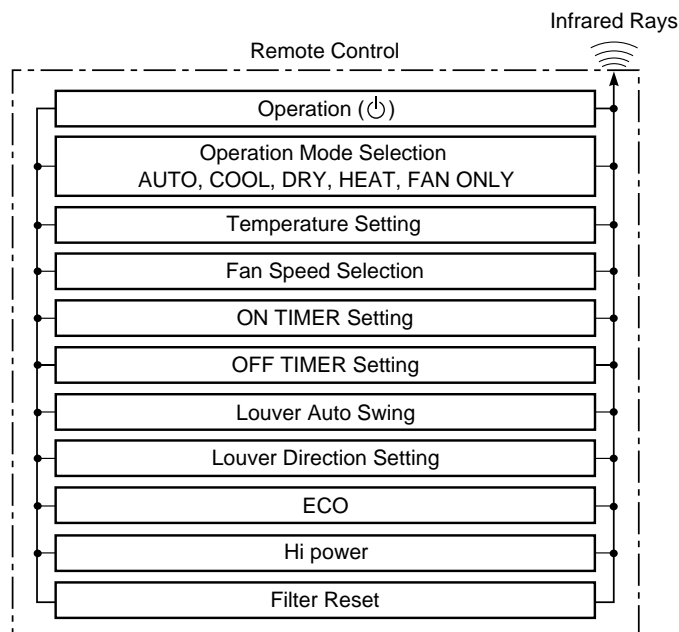 Infrared Rays
Remote Control
Operation (⏻)
Operation Mode Selection
AUTO, COOL, DRY, HEAT, FAN ONLY
Temperature Setting
Fan Speed Selection
ON TIMER Setting
OFF TIMER Setting
Louver Auto Swing
Louver Direction Setting
ECO
Hi power
Filter Reset